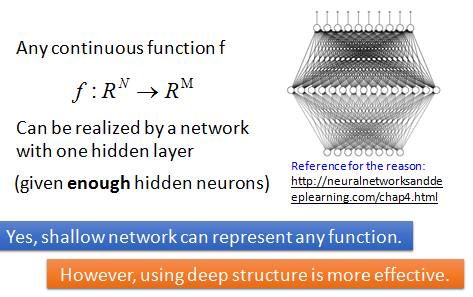 Any continuous function f
f : R^N → R^M
Can be realized by a network
with one hidden layer
(given enough hidden neurons)
Reference for the reason:
http://neuralnetworksandde
eplearning.com/chap4.html
Yes, shallow network can represent any function.
However, using deep structure is more effective.